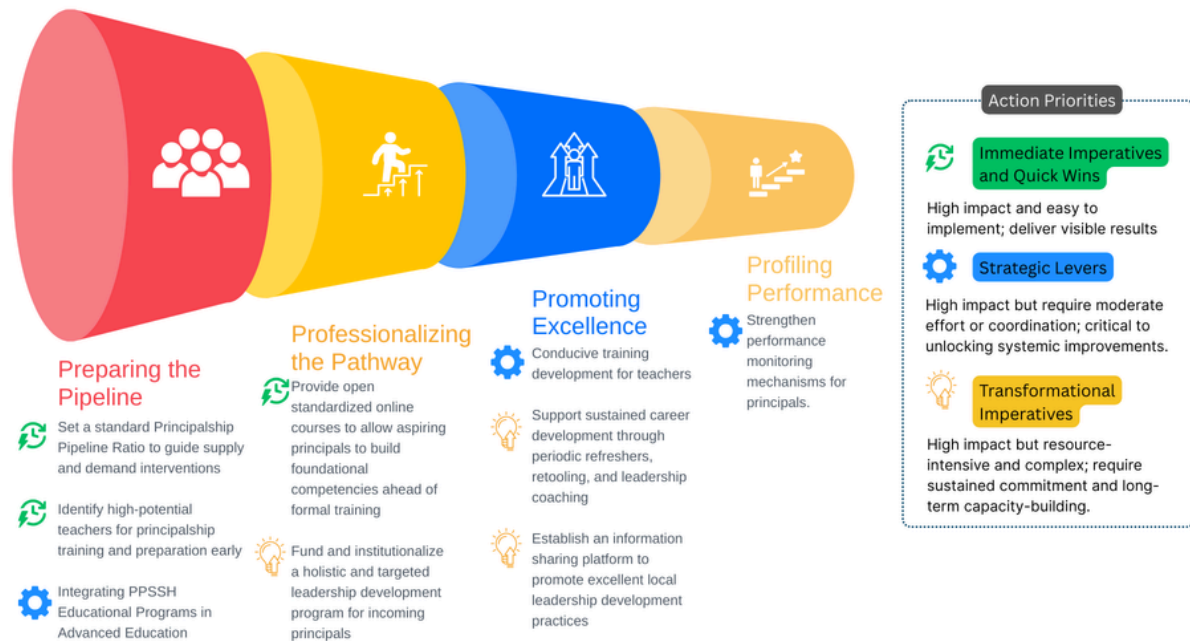 Preparing the
Pipeline
Set a standard Principalship
Pipeline Ratio to guide supply
and demand interventions
Identify high-potential
teachers for principalship
training and preparation early
Integrating PPSSH
Educational Programs in
Advanced Education
Professionalizing
the Pathway
Provide open
standardized online
courses to allow aspiring
principals to build
foundational
competencies ahead of
formal training
Fund and institutionalize
a holistic and targeted
leadership development
program for incoming
principals
Promoting
Excellence
Conducive training
development for teachers
Support sustained career
development through
periodic refreshers,
retooling, and leadership
coaching
Establish an information
sharing platform to
promote excellent local
leadership development
practices
Profiling
Performance
Strengthen
performance
monitoring
mechanisms for
principals.
Action Priorities
Immediate Imperatives
and Quick Wins
High impact and easy to
implement; deliver visible results
Strategic Levers
High impact but require moderate
effort or coordination; critical to
unlocking systemic improvements.
Transformational
Imperatives
High impact but resource-
intensive and complex; require
sustained commitment and long-
term capacity-building.